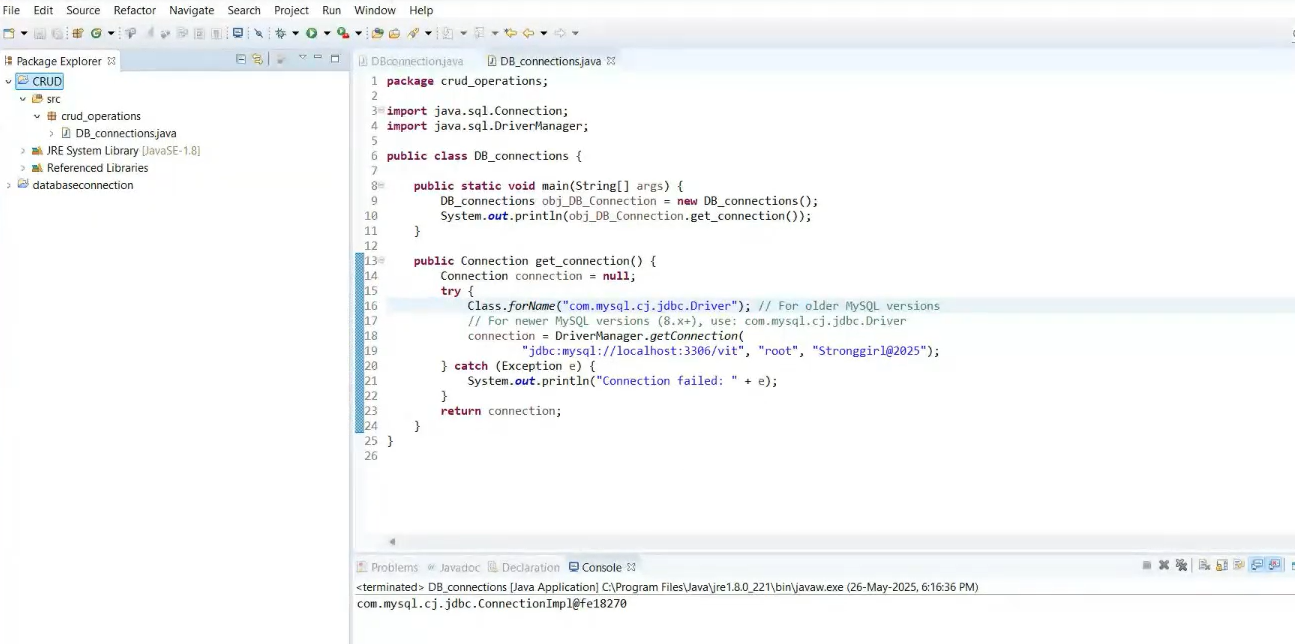 File Edit Source Refactor Navigate Search Project Run Window Help
Package Explorer
CRUD
src
crud_operations
DB_connections.java
JRE System Library [JavaSE-1.8]
Referenced Libraries
databaseconnection
DBconnection.java DB_connections.java
1 package crud_operations;
2
3 import java.sql.Connection;
4 import java.sql.DriverManager;
5
6 public class DB_connections {
7
8     public static void main(String[] args) {
9         DB_connections obj_DB_Connection = new DB_connections();
10         System.out.println(obj_DB_Connection.get_connection());
11     }
12
13     public Connection get_connection() {
14         Connection connection = null;
15         try {
16             Class.forName("com.mysql.cj.jdbc.Driver"); // For older MySQL versions
17             // For newer MySQL versions (8.x+), use: com.mysql.cj.jdbc.Driver
18             connection = DriverManager.getConnection(
19                     "jdbc:mysql://localhost:3306/vit", "root", "Stronggirl@2025");
20         } catch (Exception e) {
21             System.out.println("Connection failed: " + e);
22         }
23         return connection;
24     }
25 }
26
Problems Javadoc Declaration Console
<terminated> DB_connections [Java Application] C:\Program Files\Java\jre1.8.0_221\bin\javaw.exe (26-May-2025, 6:16:36 PM)
com.mysql.cj.jdbc.ConnectionImpl@fe18270